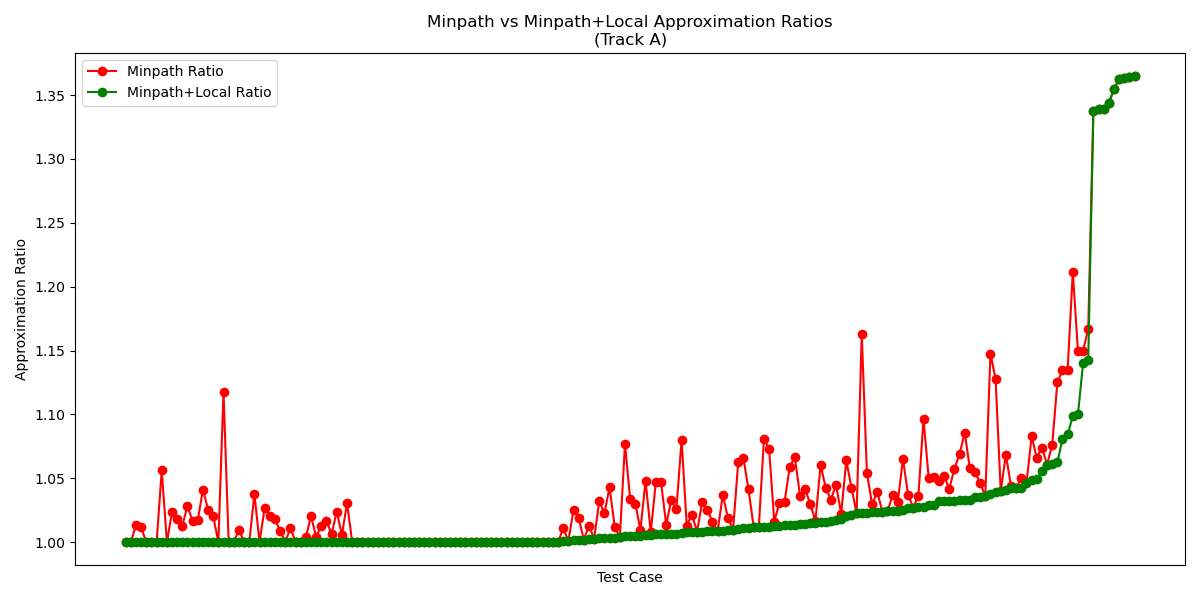 Minpath vs Minpath+Local Approximation Ratios
(Track A)
Minpath Ratio
Minpath+Local Ratio
Approximation Ratio
1.35
1.30
1.25
1.20
1.15
1.10
1.05
1.00
Test Case